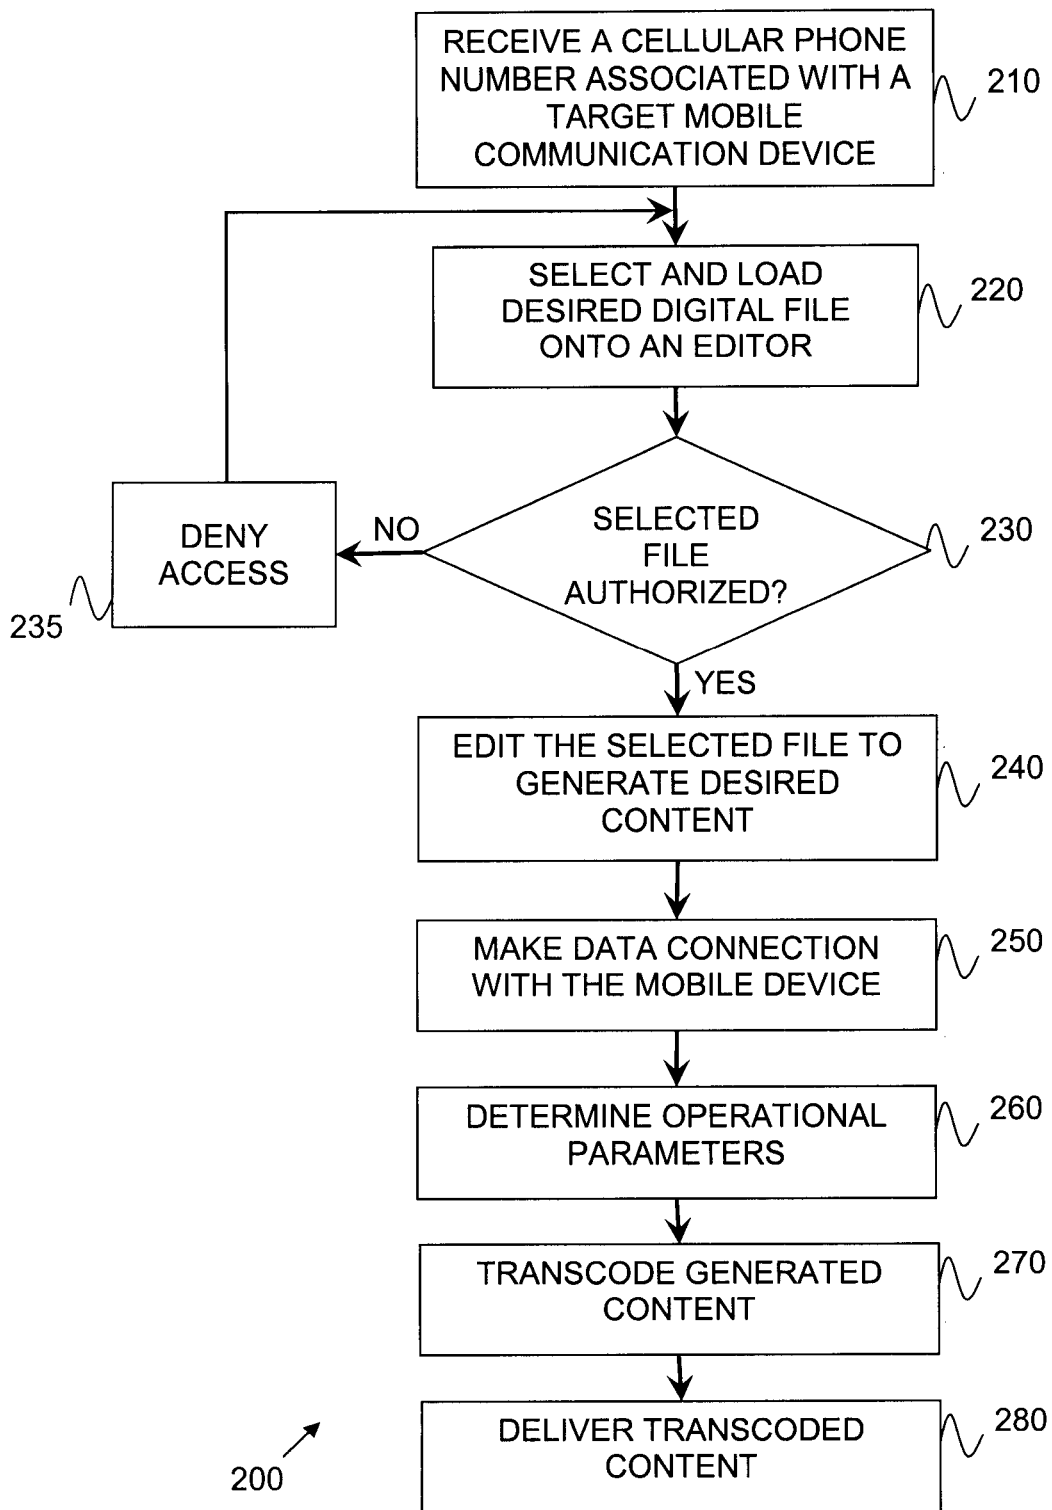 RECEIVE A CELLULAR PHONE
NUMBER ASSOCIATED WITH A
TARGET MOBILE
COMMUNICATION DEVICE
210
SELECT AND LOAD
DESIRED DIGITAL FILE
ONTO AN EDITOR
220
SELECTED
FILE
AUTHORIZED?
230
NO
DENY
ACCESS
235
YES
EDIT THE SELECTED FILE TO
GENERATE DESIRED
CONTENT
240
MAKE DATA CONNECTION
WITH THE MOBILE DEVICE
250
DETERMINE OPERATIONAL
PARAMETERS
260
TRANSCODE GENERATED
CONTENT
270
DELIVER TRANSCODED
CONTENT
280
200